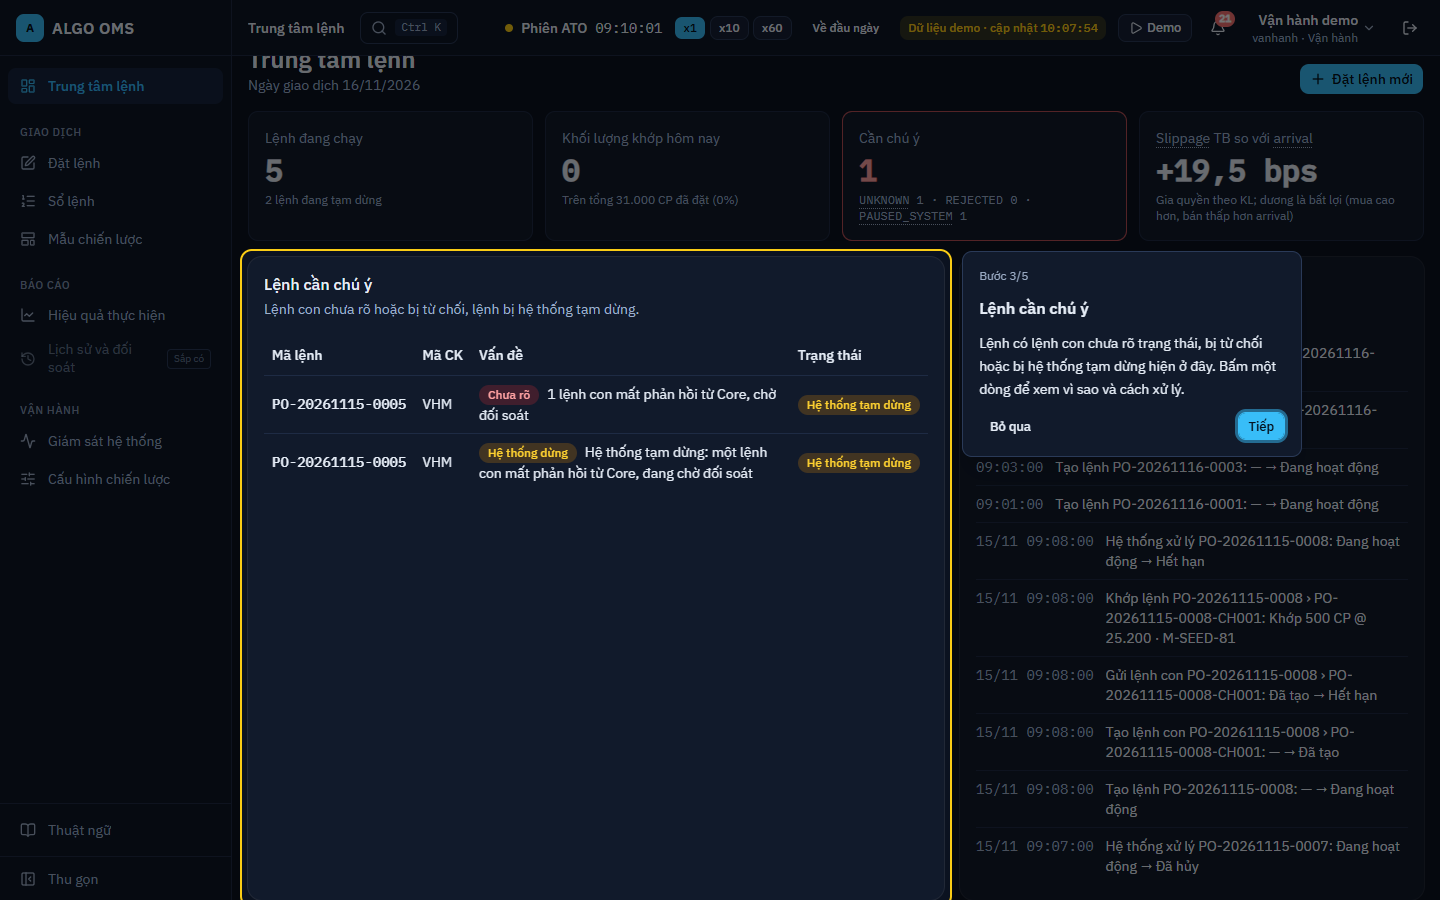 A ALGO OMS
Trung tâm lệnh
Ctrl K
Phiên ATO 09:10:01
x1
x10
x60
Về đầu ngày
Dữ liệu demo · cập nhật 10:07:54
Demo
21
Vận hành demo
vanhanh · Vận hành
Trung tâm lệnh
GIAO DỊCH
Đặt lệnh
Sổ lệnh
Mẫu chiến lược
BÁO CÁO
Hiệu quả thực hiện
Lịch sử và đối
soát
Sắp có
VẬN HÀNH
Giám sát hệ thống
Cấu hình chiến lược
Thuật ngữ
Thu gọn
Trung tâm lệnh
Ngày giao dịch 16/11/2026
Đặt lệnh mới
Lệnh đang chạy
5
2 lệnh đang tạm dừng
Khối lượng khớp hôm nay
0
Trên tổng 31.000 CP đã đặt (0%)
Cần chú ý
1
UNKNOWN 1 · REJECTED 0 ·
PAUSED_SYSTEM 1
Slippage TB so với arrival
+19,5 bps
Gia quyền theo KL; dương là bất lợi (mua cao
hơn, bán thấp hơn arrival)
Lệnh cần chú ý
Lệnh con chưa rõ hoặc bị từ chối, lệnh bị hệ thống tạm dừng.
Mã lệnh Mã CK Vấn đề Trạng thái
PO-20261115-0005 VHM Chưa rõ 1 lệnh con mất phản hồi từ Core, chờ
đối soát
Hệ thống tạm dừng
PO-20261115-0005 VHM Hệ thống dừng Hệ thống tạm dừng: một lệnh
con mất phản hồi từ Core, đang chờ đối soát
Hệ thống tạm dừng
Bước 3/5
Lệnh cần chú ý
Lệnh có lệnh con chưa rõ trạng thái, bị từ chối
hoặc bị hệ thống tạm dừng hiện ở đây. Bấm một
dòng để xem vì sao và cách xử lý.
Bỏ qua
Tiếp
20261116-
20261116-
09:03:00 Tạo lệnh PO-20261116-0003: — → Đang hoạt động
09:01:00 Tạo lệnh PO-20261116-0001: — → Đang hoạt động
15/11 09:08:00 Hệ thống xử lý PO-20261115-0008: Đang hoạt
động → Hết hạn
15/11 09:08:00 Khớp lệnh PO-20261115-0008 › PO-
20261115-0008-CH001: Khớp 500 CP @
25.200 · M-SEED-81
15/11 09:08:00 Gửi lệnh con PO-20261115-0008 › PO-
20261115-0008-CH001: Đã tạo → Hết hạn
15/11 09:08:00 Tạo lệnh con PO-20261115-0008 › PO-
20261115-0008-CH001: — → Đã tạo
15/11 09:08:00 Tạo lệnh PO-20261115-0008: — → Đang hoạt
động
15/11 09:07:00 Hệ thống xử lý PO-20261115-0007: Đang hoạt
động → Đã hủy